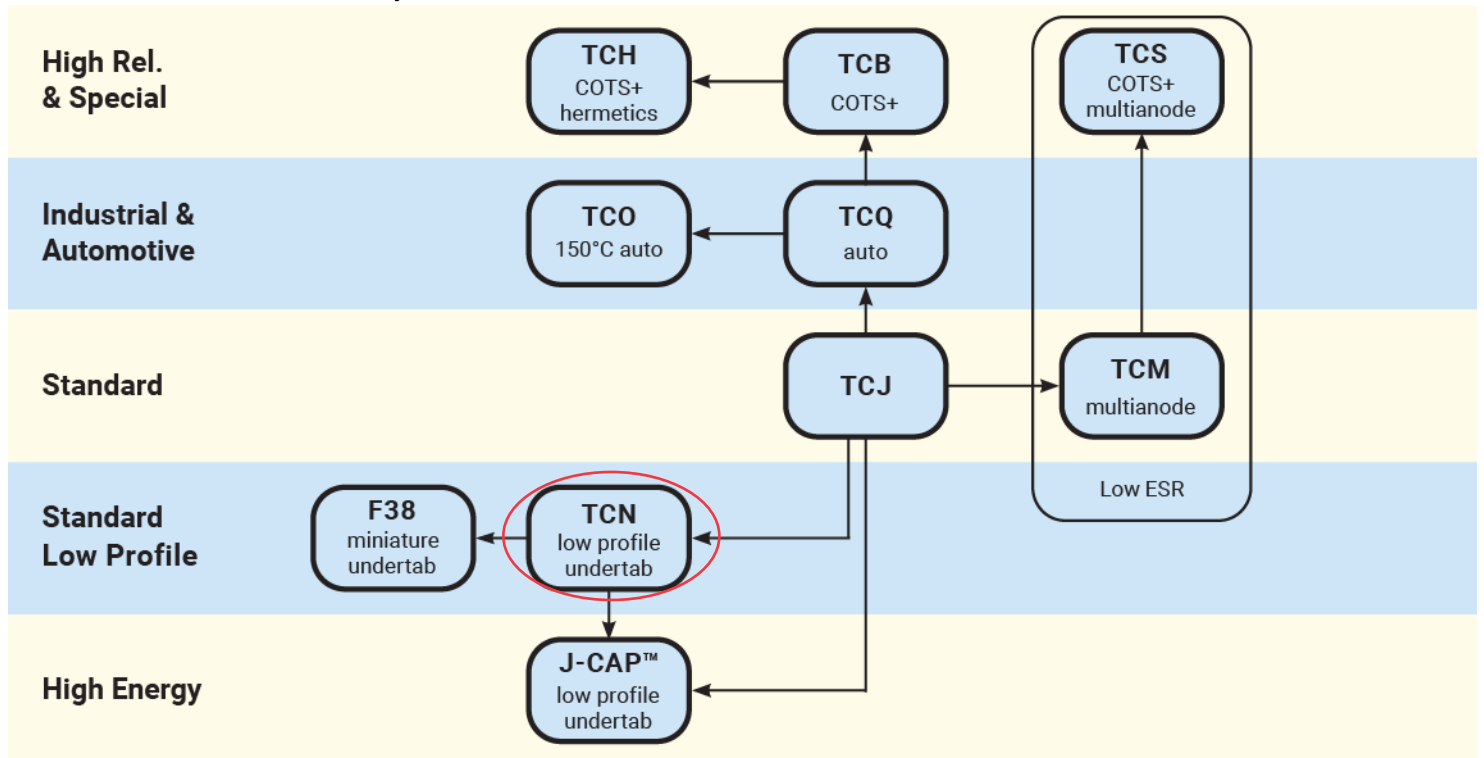 High Rel.
& Special
TCH
COTS+
hermetics
TCB
COTS+
TCS
COTS+
multianode
Industrial &
Automotive
TCO
150°C auto
TCQ
auto
Standard
TCJ
TCM
multianode
Low ESR
Standard
Low Profile
F38
miniature
undertab
TCN
low profile
undertab
High Energy
J-CAP™
low profile
undertab